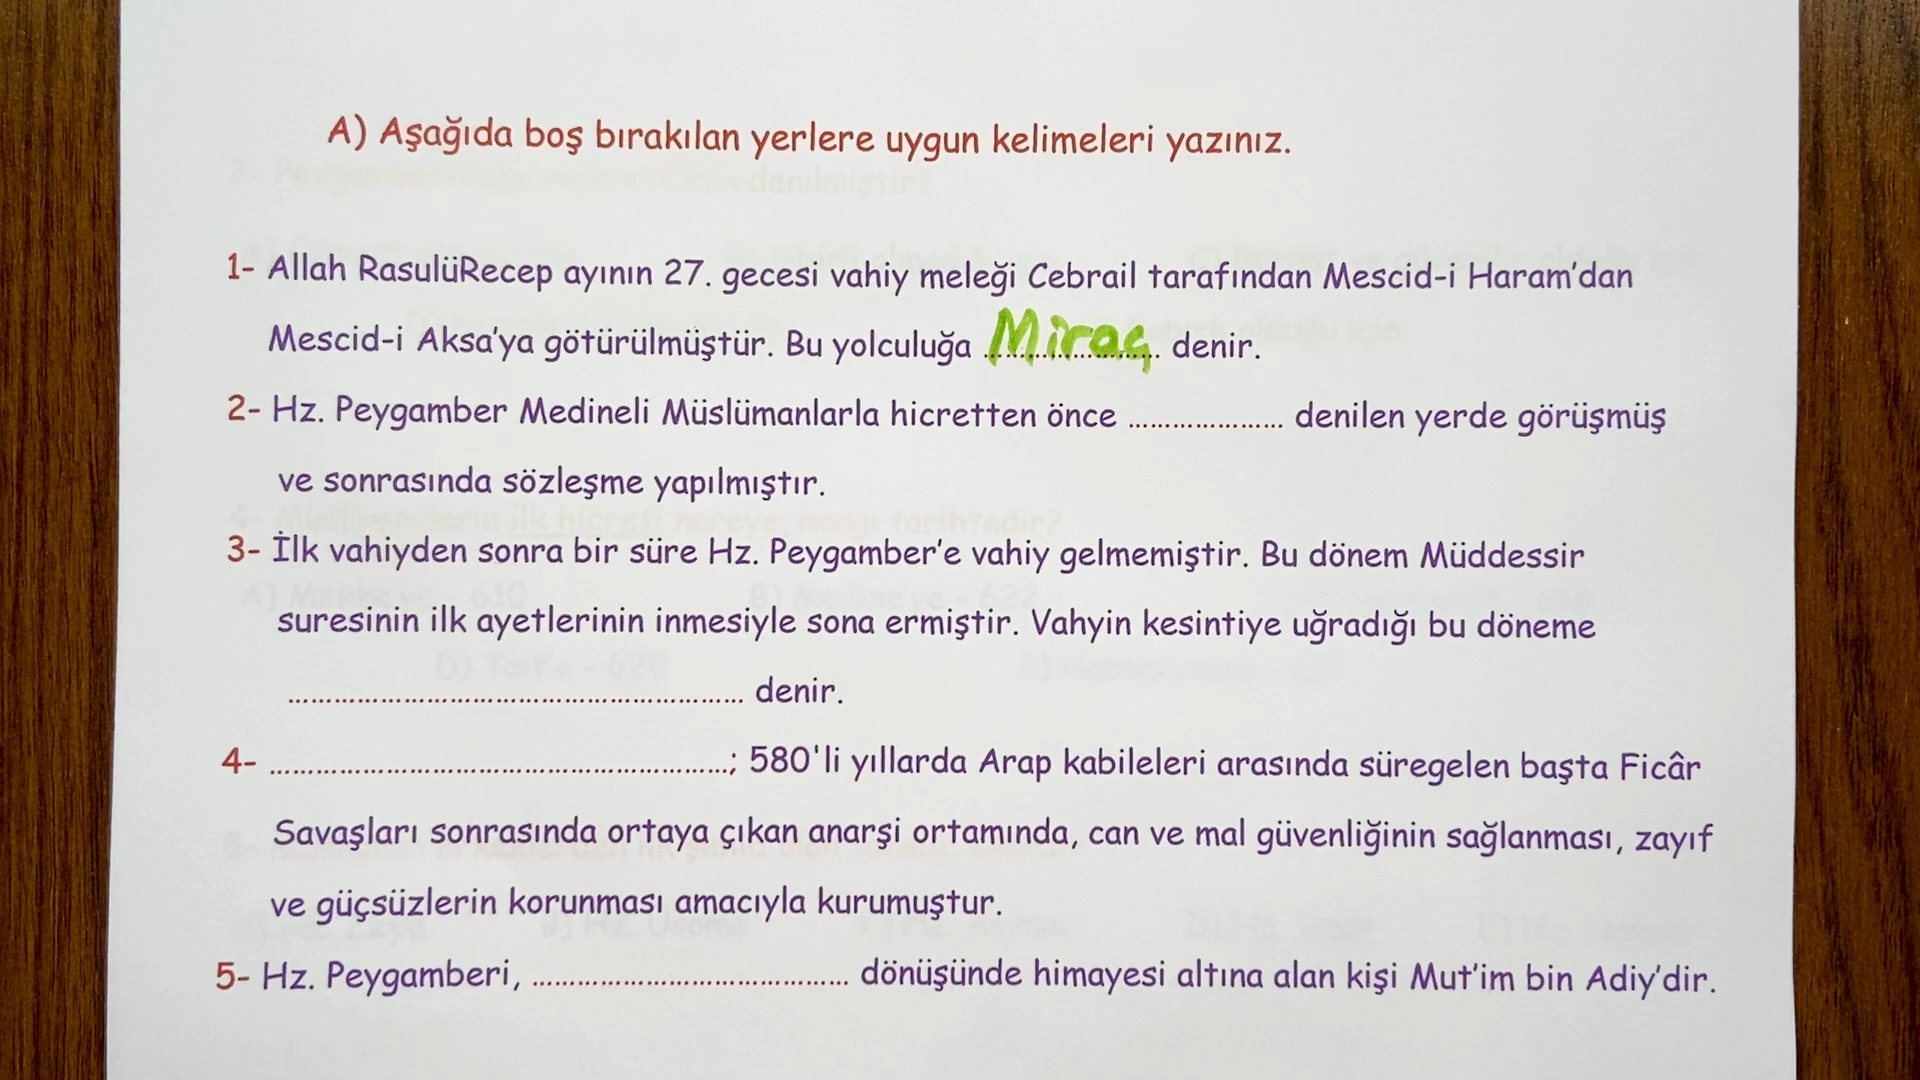 A) Aşağıda boş bırakılan yerlere uygun kelimeleri yazınız.
1- Allah RasulüRecep ayının 27. gecesi vahiy meleği Cebrail tarafından Mescid-i Haram'dan
Mescid-i Aksa'ya götürülmüştür. Bu yolculuğa Miraç denir.
2- Hz. Peygamber Medineli Müslümanlarla hicretten önce .................... denilen yerde görüşmüş
ve sonrasında sözleşme yapılmıştır.
3- İlk vahiyden sonra bir süre Hz. Peygamber'e vahiy gelmemiştir. Bu dönem Müddessir
suresinin ilk ayetlerinin inmesiyle sona ermiştir. Vahyin kesintiye uğradığı bu döneme
............................................................ denir.
4- ............................................................; 580'li yıllarda Arap kabileleri arasında süregelen başta Ficâr
Savaşları sonrasında ortaya çıkan anarşi ortamında, can ve mal güvenliğinin sağlanması, zayıf
ve güçsüzlerin korunması amacıyla kurumuştur.
5- Hz. Peygamberi, ......................................... dönüşünde himayesi altına alan kişi Mut'im bin Adiy'dir.